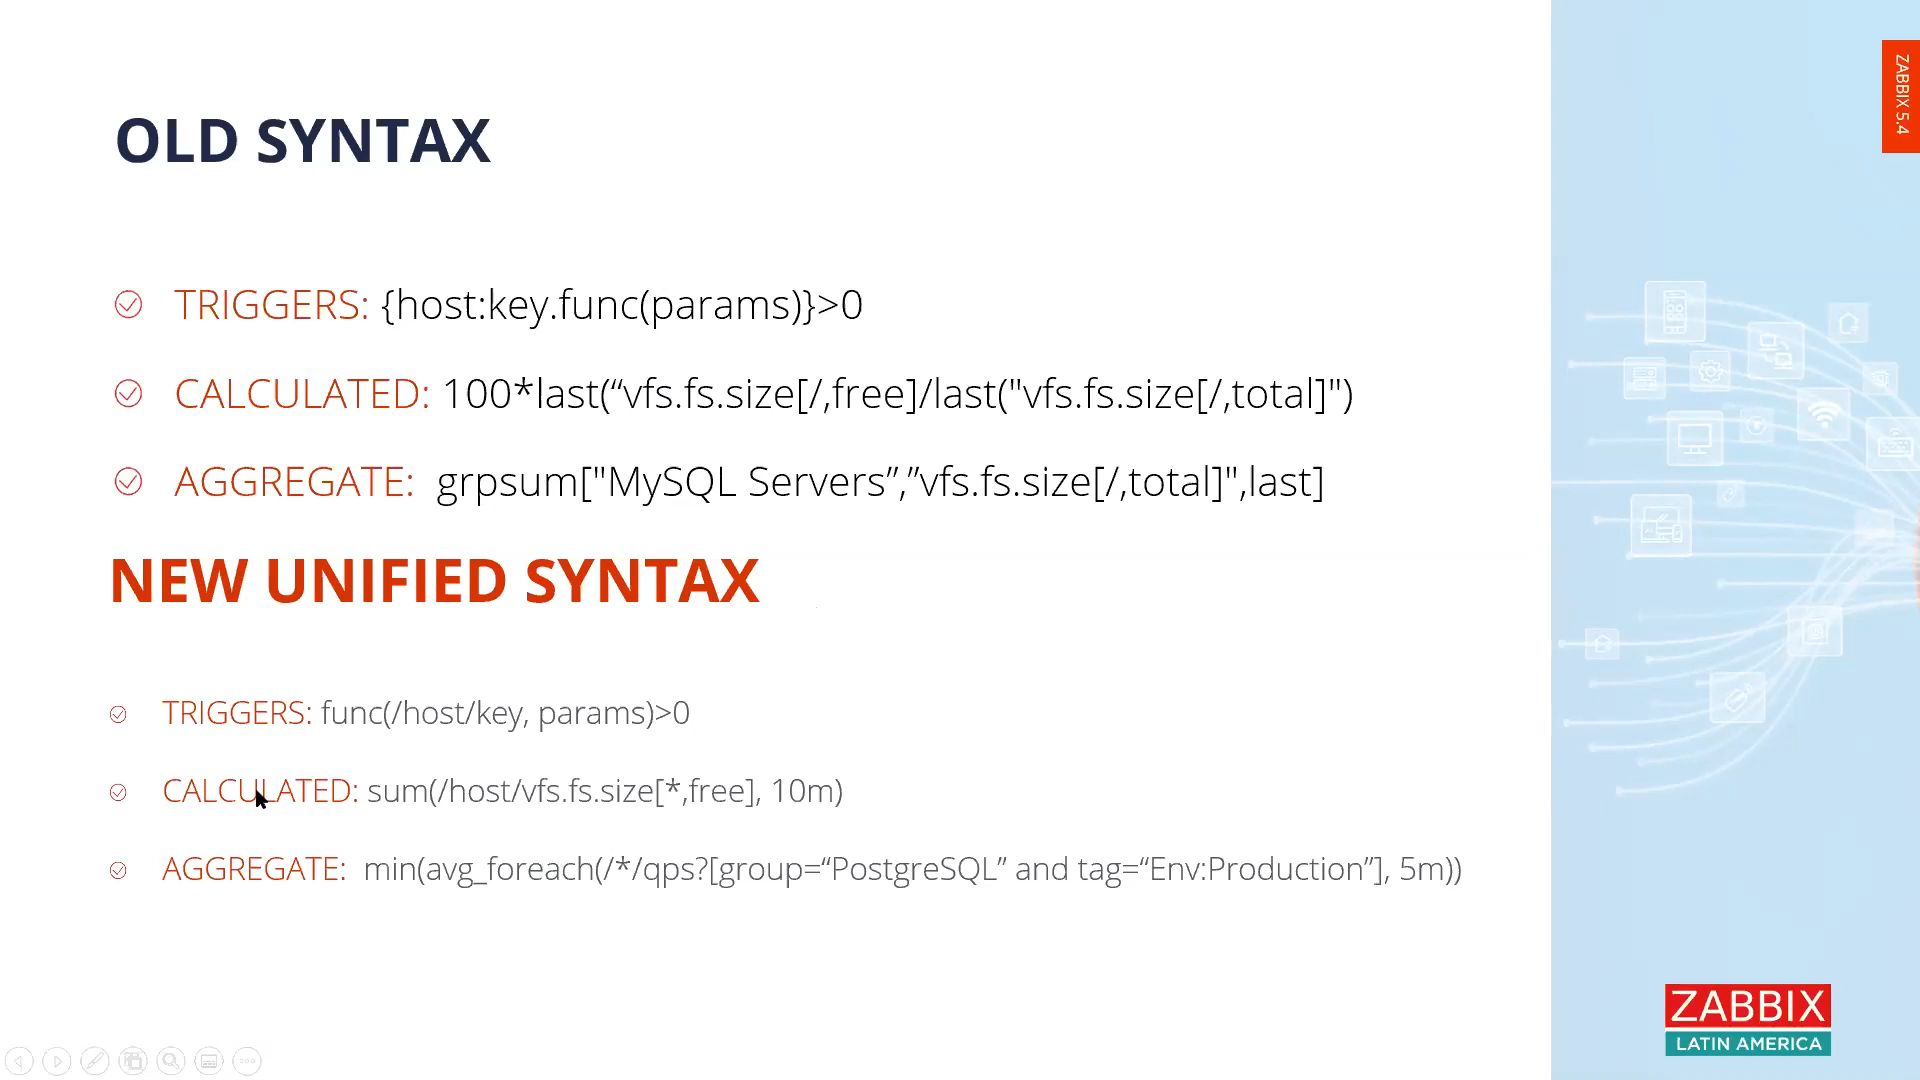 ZABBIX 5.4
OLD SYNTAX
TRIGGERS: {host:key.func(params)}>0
CALCULATED: 100*last(“vfs.fs.size[/,free]/last("vfs.fs.size[/,total]")
AGGREGATE: grpsum["MySQL Servers”,”vfs.fs.size[/,total]",last]
NEW UNIFIED SYNTAX
TRIGGERS: func(/host/key, params)>0
CALCULATED: sum(/host/vfs.fs.size[*,free], 10m)
AGGREGATE: min(avg_foreach(/*/qps?[group=“PostgreSQL” and tag=“Env:Production”], 5m))
ZABBIX
LATIN AMERICA